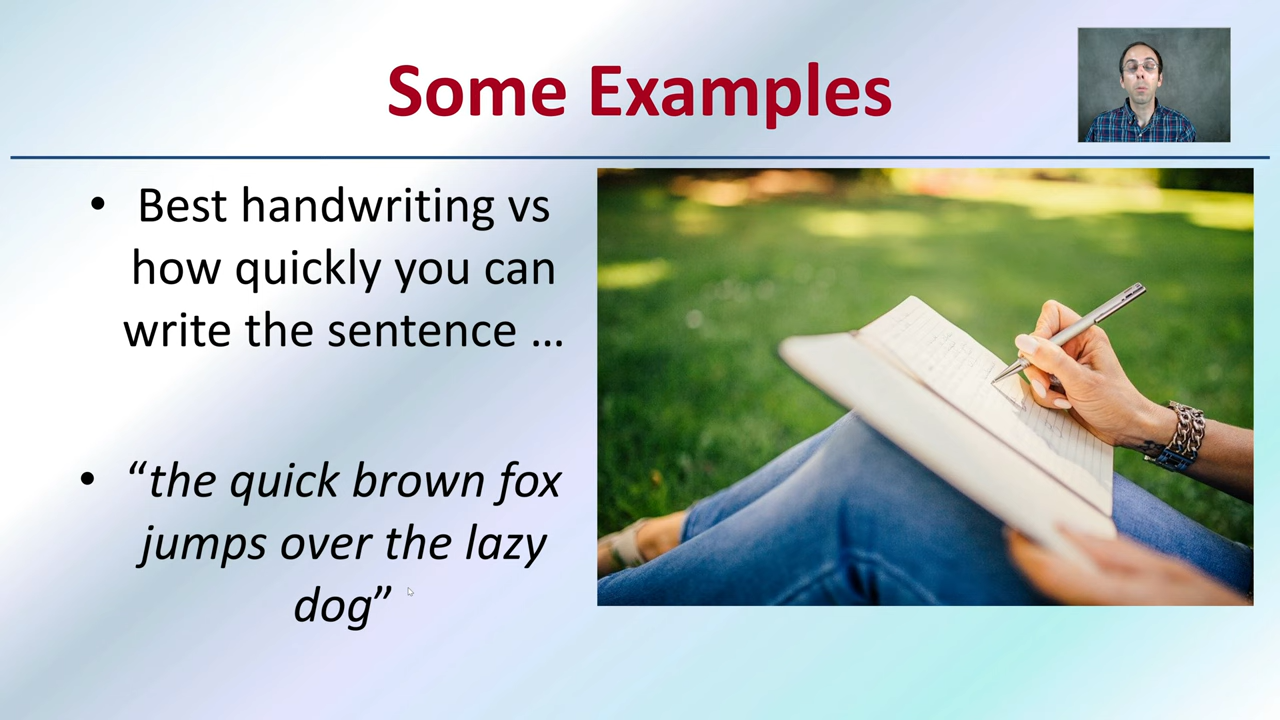 Some Examples
• Best handwriting vs
how quickly you can
write the sentence ...
• “the quick brown fox
jumps over the lazy
dog”